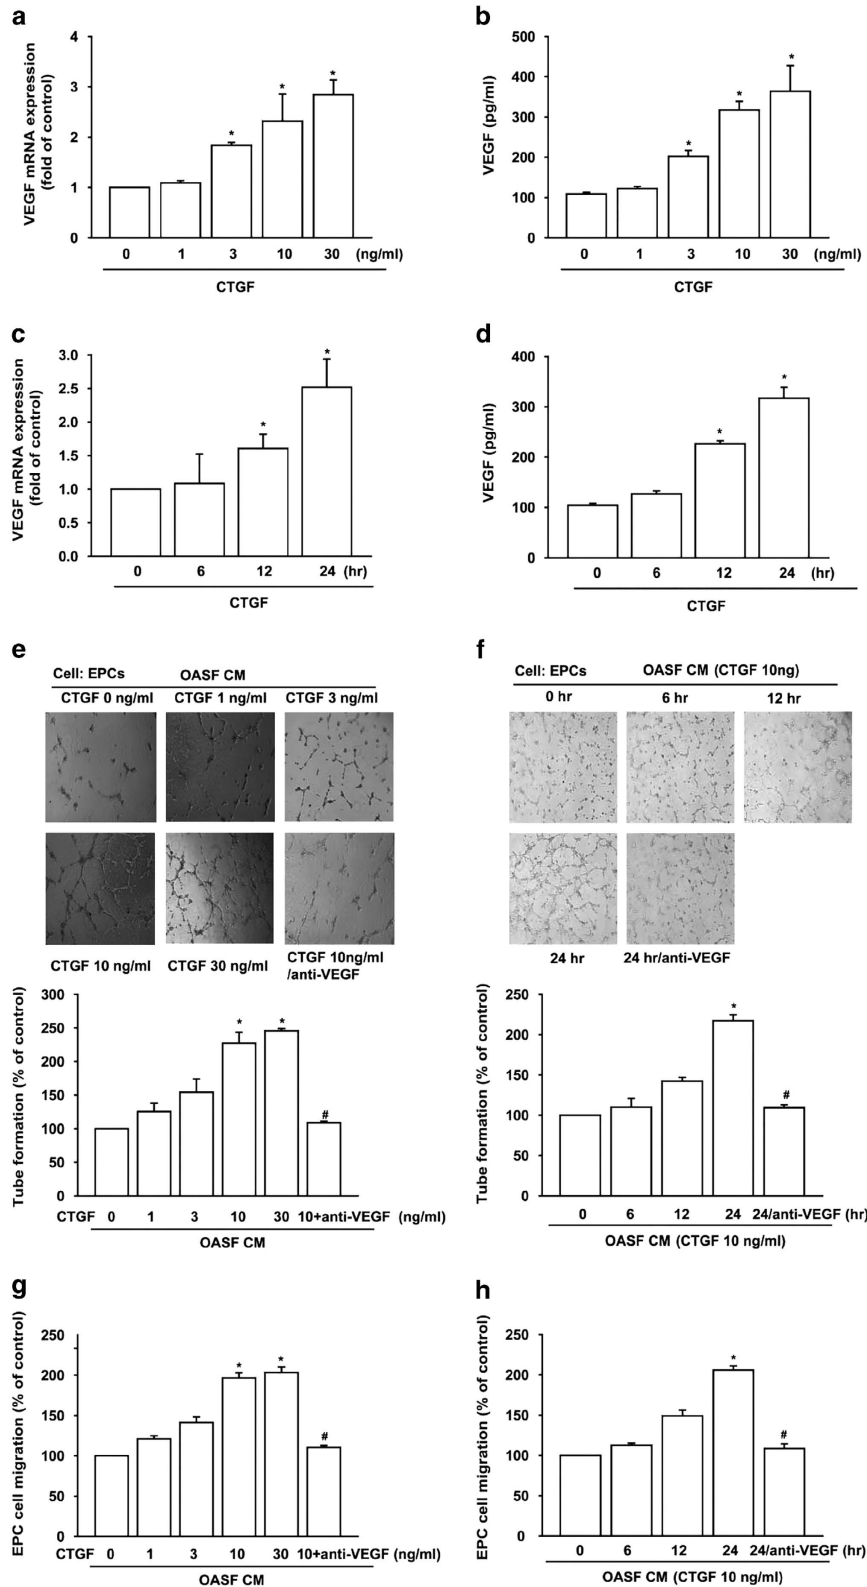 a
VEGF mRNA expression
(fold of control)
4
3
2
1
0
*
*
*
0 1 3 10 30 (ng/ml)
CTGF
b
VEGF
(pg/ml)
500
400
300
200
100
0
*
*
*
0 1 3 10 30 (ng/ml)
CTGF
c
VEGF mRNA expression
(fold of control)
3.0
2.5
2.0
1.5
1.0
0.5
0.0
*
*
0 6 12 24 (hr)
CTGF
d
VEGF
(pg/ml)
400
300
200
100
0
*
*
0 6 12 24 (hr)
CTGF
e
Cell: EPCs OASF CM
CTGF 0 ng/ml CTGF 1 ng/ml CTGF 3 ng/ml
CTGF 10 ng/ml CTGF 30 ng/ml CTGF 10ng/ml
/anti-VEGF
Tube formation (% of control)
300
250
200
150
100
50
0
* *
#
CTGF 0 1 3 10 30 10+anti-VEGF (ng/ml)
OASF CM
f
Cell: EPCs OASF CM (CTGF 10ng)
0 hr 6 hr 12 hr
24 hr 24 hr/anti-VEGF
Tube formation (% of control)
250
200
150
100
50
0
*
#
0 6 12 24 24/anti-VEGF (hr)
OASF CM (CTGF 10 ng/ml)
g
EPC cell migration (% of control)
250
200
150
100
50
0
* *
#
CTGF 0 1 3 10 30 10+anti-VEGF (ng/ml)
OASF CM
h
EPC cell migration (% of control)
250
200
150
100
50
0
*
#
0 6 12 24 24/anti-VEGF (hr)
OASF CM (CTGF 10 ng/ml)